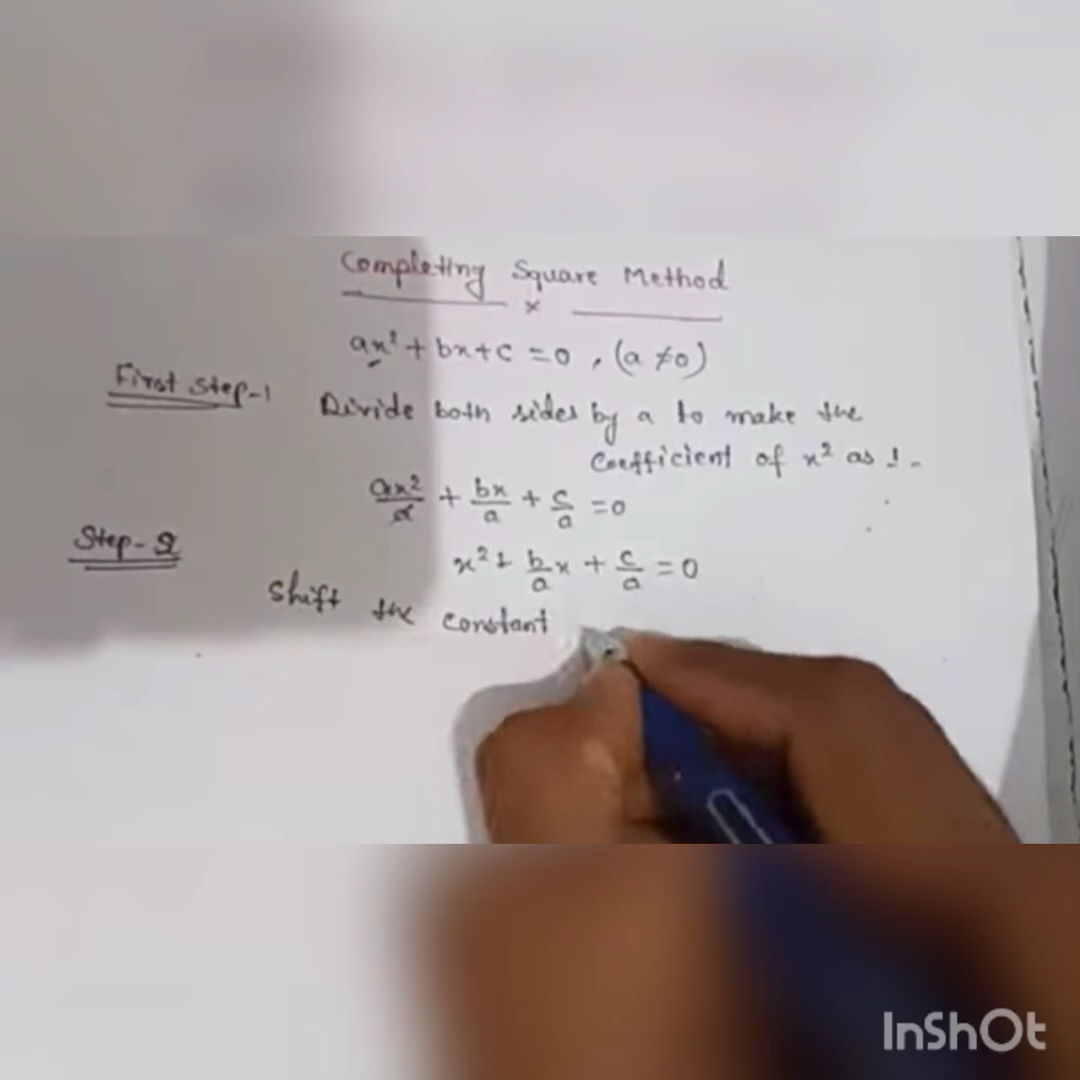 Completing Square Method
×
ax² + bx + c = 0 , (a ≠ 0)
First Step-1
Divide both sides by a to make the
coefficient of x² as 1.
ax²/a + bx/a + c/a = 0
Step-2
x² + b/a x + c/a = 0
Shift the constant
InShOt